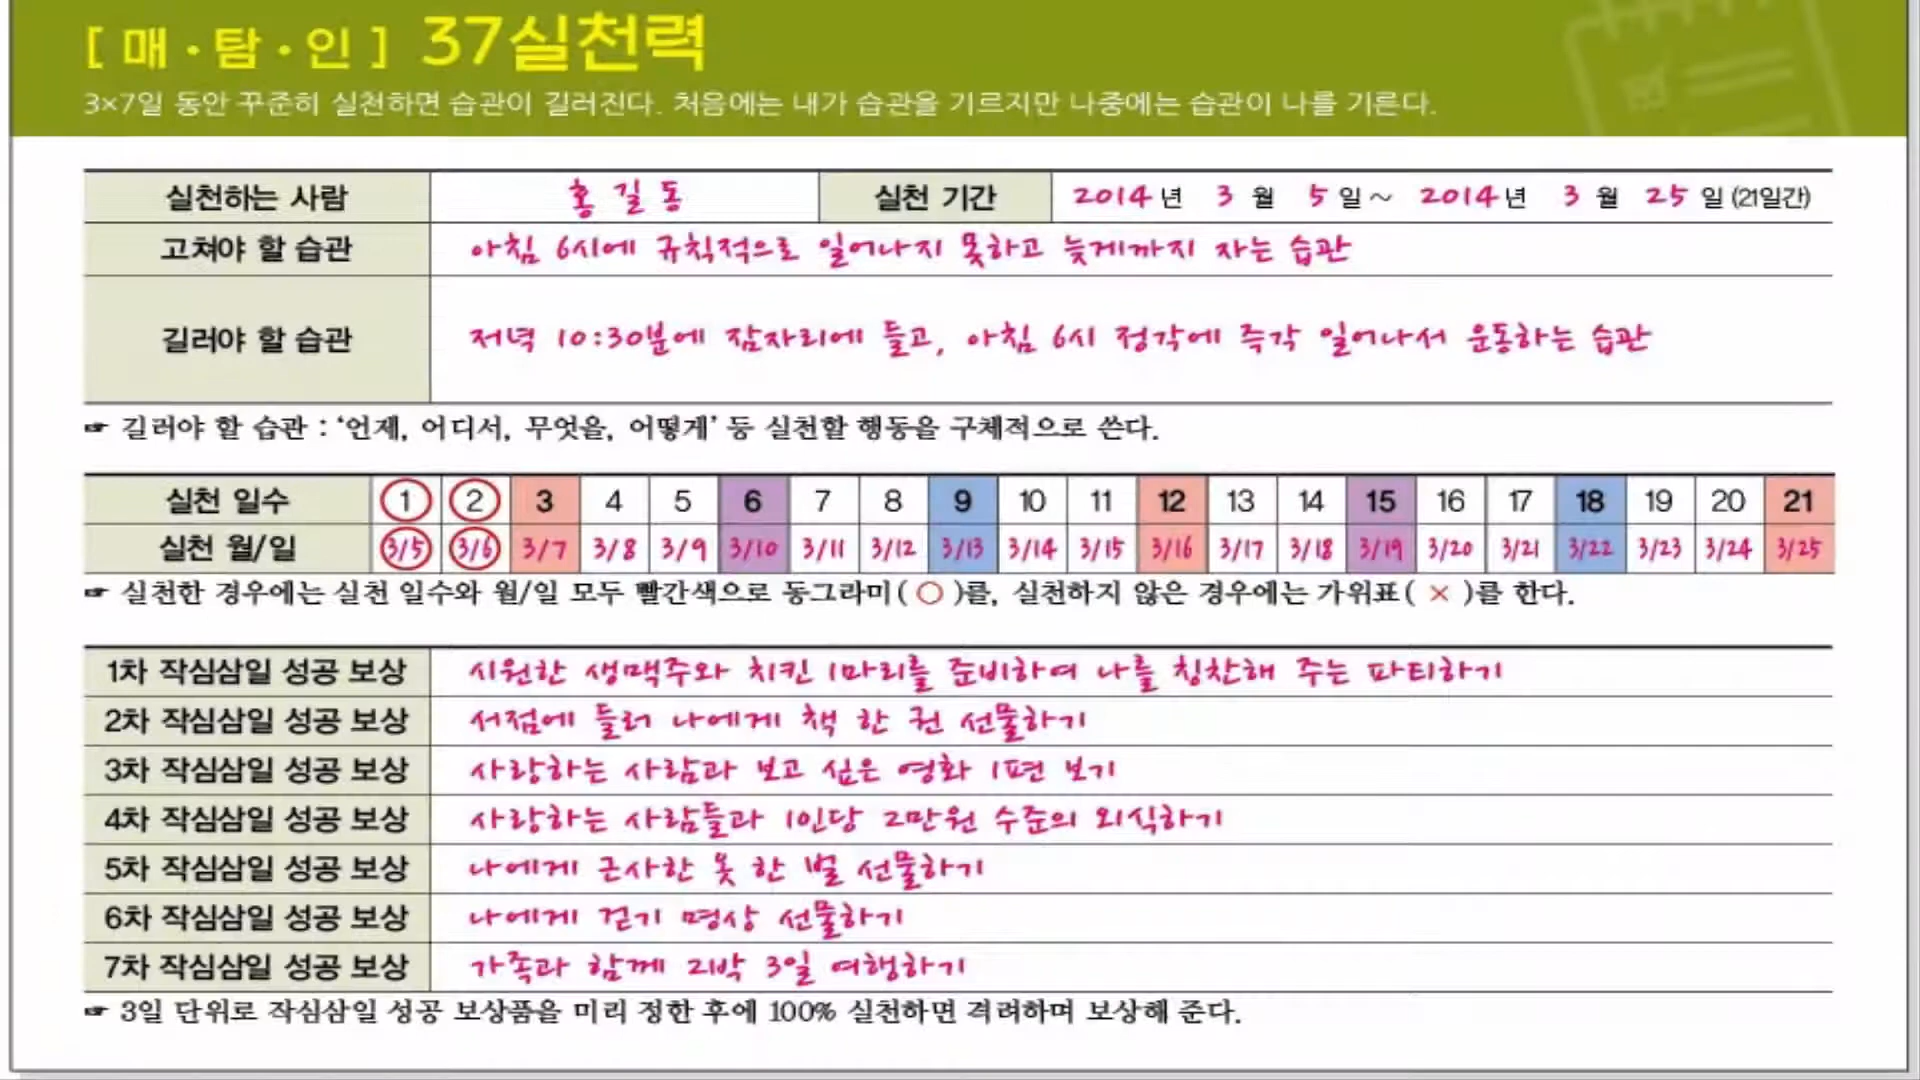 [ 매·탐·인 ] 37실천력
3×7일 동안 꾸준히 실천하면 습관이 길러진다. 처음에는 내가 습관을 기르지만 나중에는 습관이 나를 기른다.
실천하는 사람 홍길동 실천 기간 2014년 3월 5일 ~ 2014년 3월 25일 (21일간)
고쳐야 할 습관 아침 6시에 규칙적으로 일어나지 못하고 늦게까지 자는 습관
길러야 할 습관 저녁 10:30분에 잠자리에 들고, 아침 6시 정각에 즉각 일어나서 운동하는 습관
☞ 길러야 할 습관 : ‘언제, 어디서, 무엇을, 어떻게’ 등 실천할 행동을 구체적으로 쓴다.
실천 일수 1 2 3 4 5 6 7 8 9 10 11 12 13 14 15 16 17 18 19 20 21
실천 월/일 3/5 3/6 3/7 3/8 3/9 3/10 3/11 3/12 3/13 3/14 3/15 3/16 3/17 3/18 3/19 3/20 3/21 3/22 3/23 3/24 3/25
☞ 실천한 경우에는 실천 일수와 월/일 모두 빨간색으로 동그라미( ○ )를, 실천하지 않은 경우에는 가위표( × )를 한다.
1차 작심삼일 성공 보상 시원한 생맥주와 치킨 1마리를 준비하여 나를 칭찬해 주는 파티하기
2차 작심삼일 성공 보상 서점에 들러 나에게 책 한 권 선물하기
3차 작심삼일 성공 보상 사랑하는 사람과 보고 싶은 영화 1편 보기
4차 작심삼일 성공 보상 사랑하는 사람들과 1인당 2만원 수준의 외식하기
5차 작심삼일 성공 보상 나에게 근사한 옷 한 벌 선물하기
6차 작심삼일 성공 보상 나에게 걷기 명상 선물하기
7차 작심삼일 성공 보상 가족과 함께 2박 3일 여행하기
☞ 3일 단위로 작심삼일 성공 보상품을 미리 정한 후에 100% 실천하면 격려하며 보상해 준다.